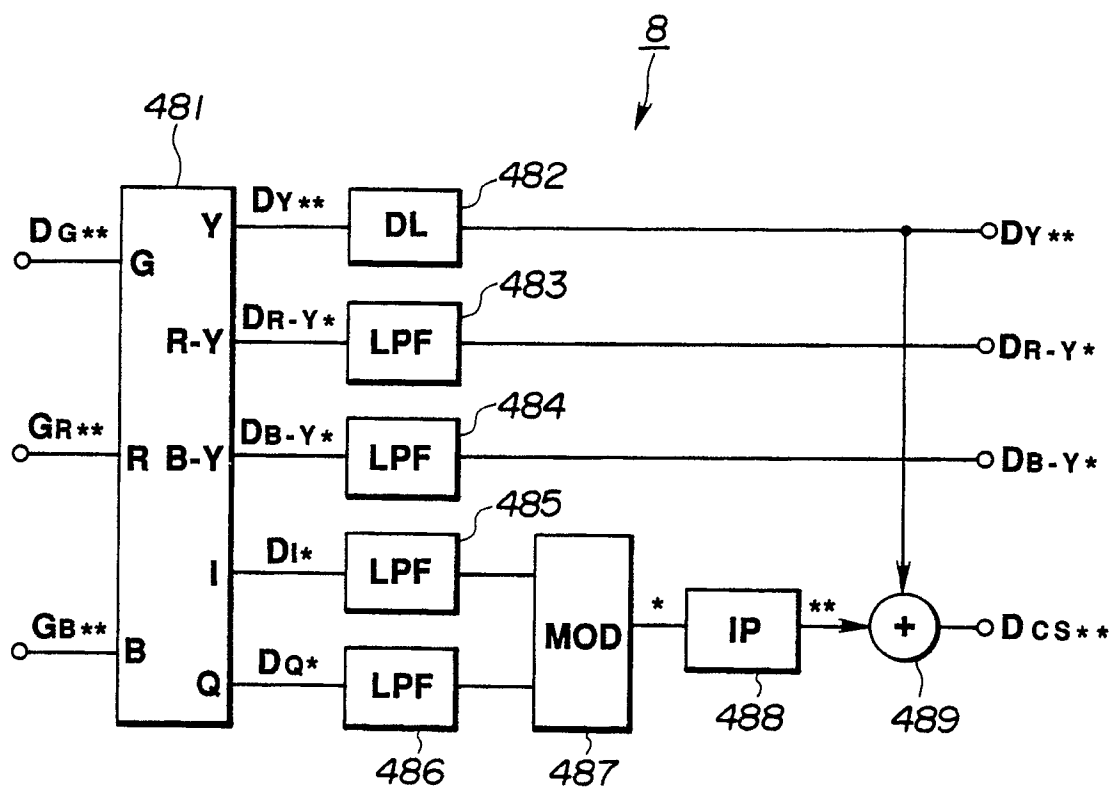 8
481
482
DY**
DL
DY**
DG**
Y
G
483
DR-Y*
LPF
DR-Y*
R-Y
484
GR**
DB-Y*
LPF
DB-Y*
R
B-Y
485
DI*
LPF
I
MOD
*
IP
**
+
DCS**
GB**
B
DQ*
LPF
Q
488
489
486
487